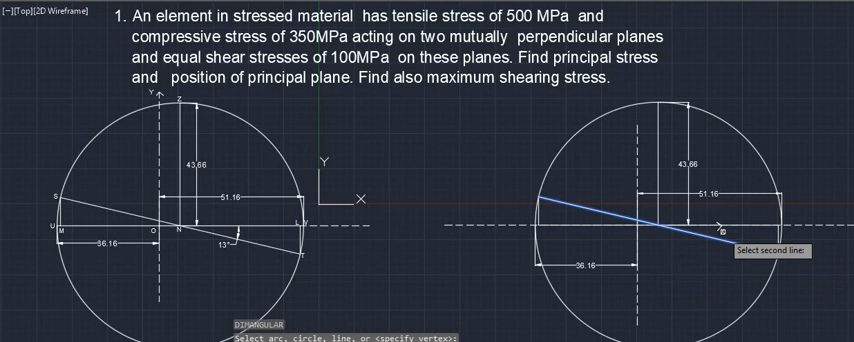 [−][Top][2D Wireframe]
1. An element in stressed material has tensile stress of 500 MPa and
compressive stress of 350MPa acting on two mutually perpendicular planes
and equal shear stresses of 100MPa on these planes. Find principal stress
and position of principal plane. Find also maximum shearing stress.
Y
Z
43,66
43,66
Y
S
51.16
51.16
X
U M O N L V
13°
36.16
T
Select second line:
36.16
DIMANGULAR
Select arc, circle, line, or <specify vertex>: